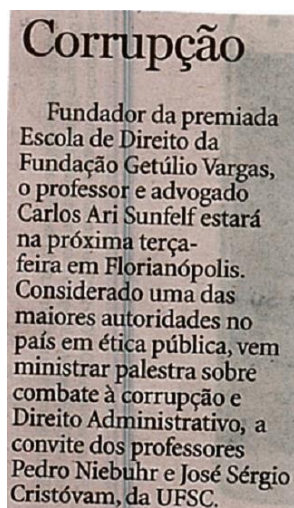 Corrupção
Fundador da premiada
Escola de Direito da
Fundação Getúlio Vargas,
o professor e advogado
Carlos Ari Sunfelf estará
na próxima terça-
feira em Florianópolis.
Considerado uma das
maiores autoridades no
país em ética pública, vem
ministrar palestra sobre
combate à corrupção e
Direito Administrativo, a
convite dos professores
Pedro Niebuhr e José Sérgio
Cristóvam, da UFSC.